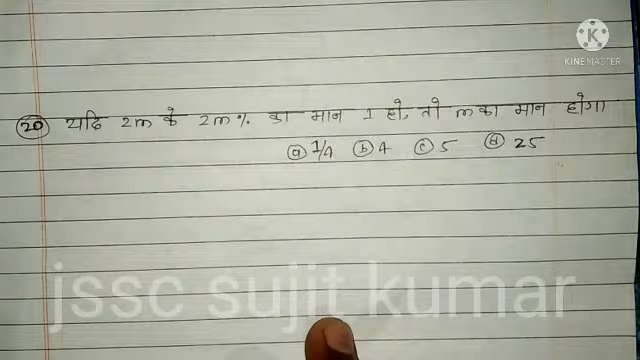 KINEMASTER
20 यदि 2m के 2m% का मान 1 हो, तो m का मान होगा
a 1/4 b 4 c 5 d 25
jssc sujit kumar